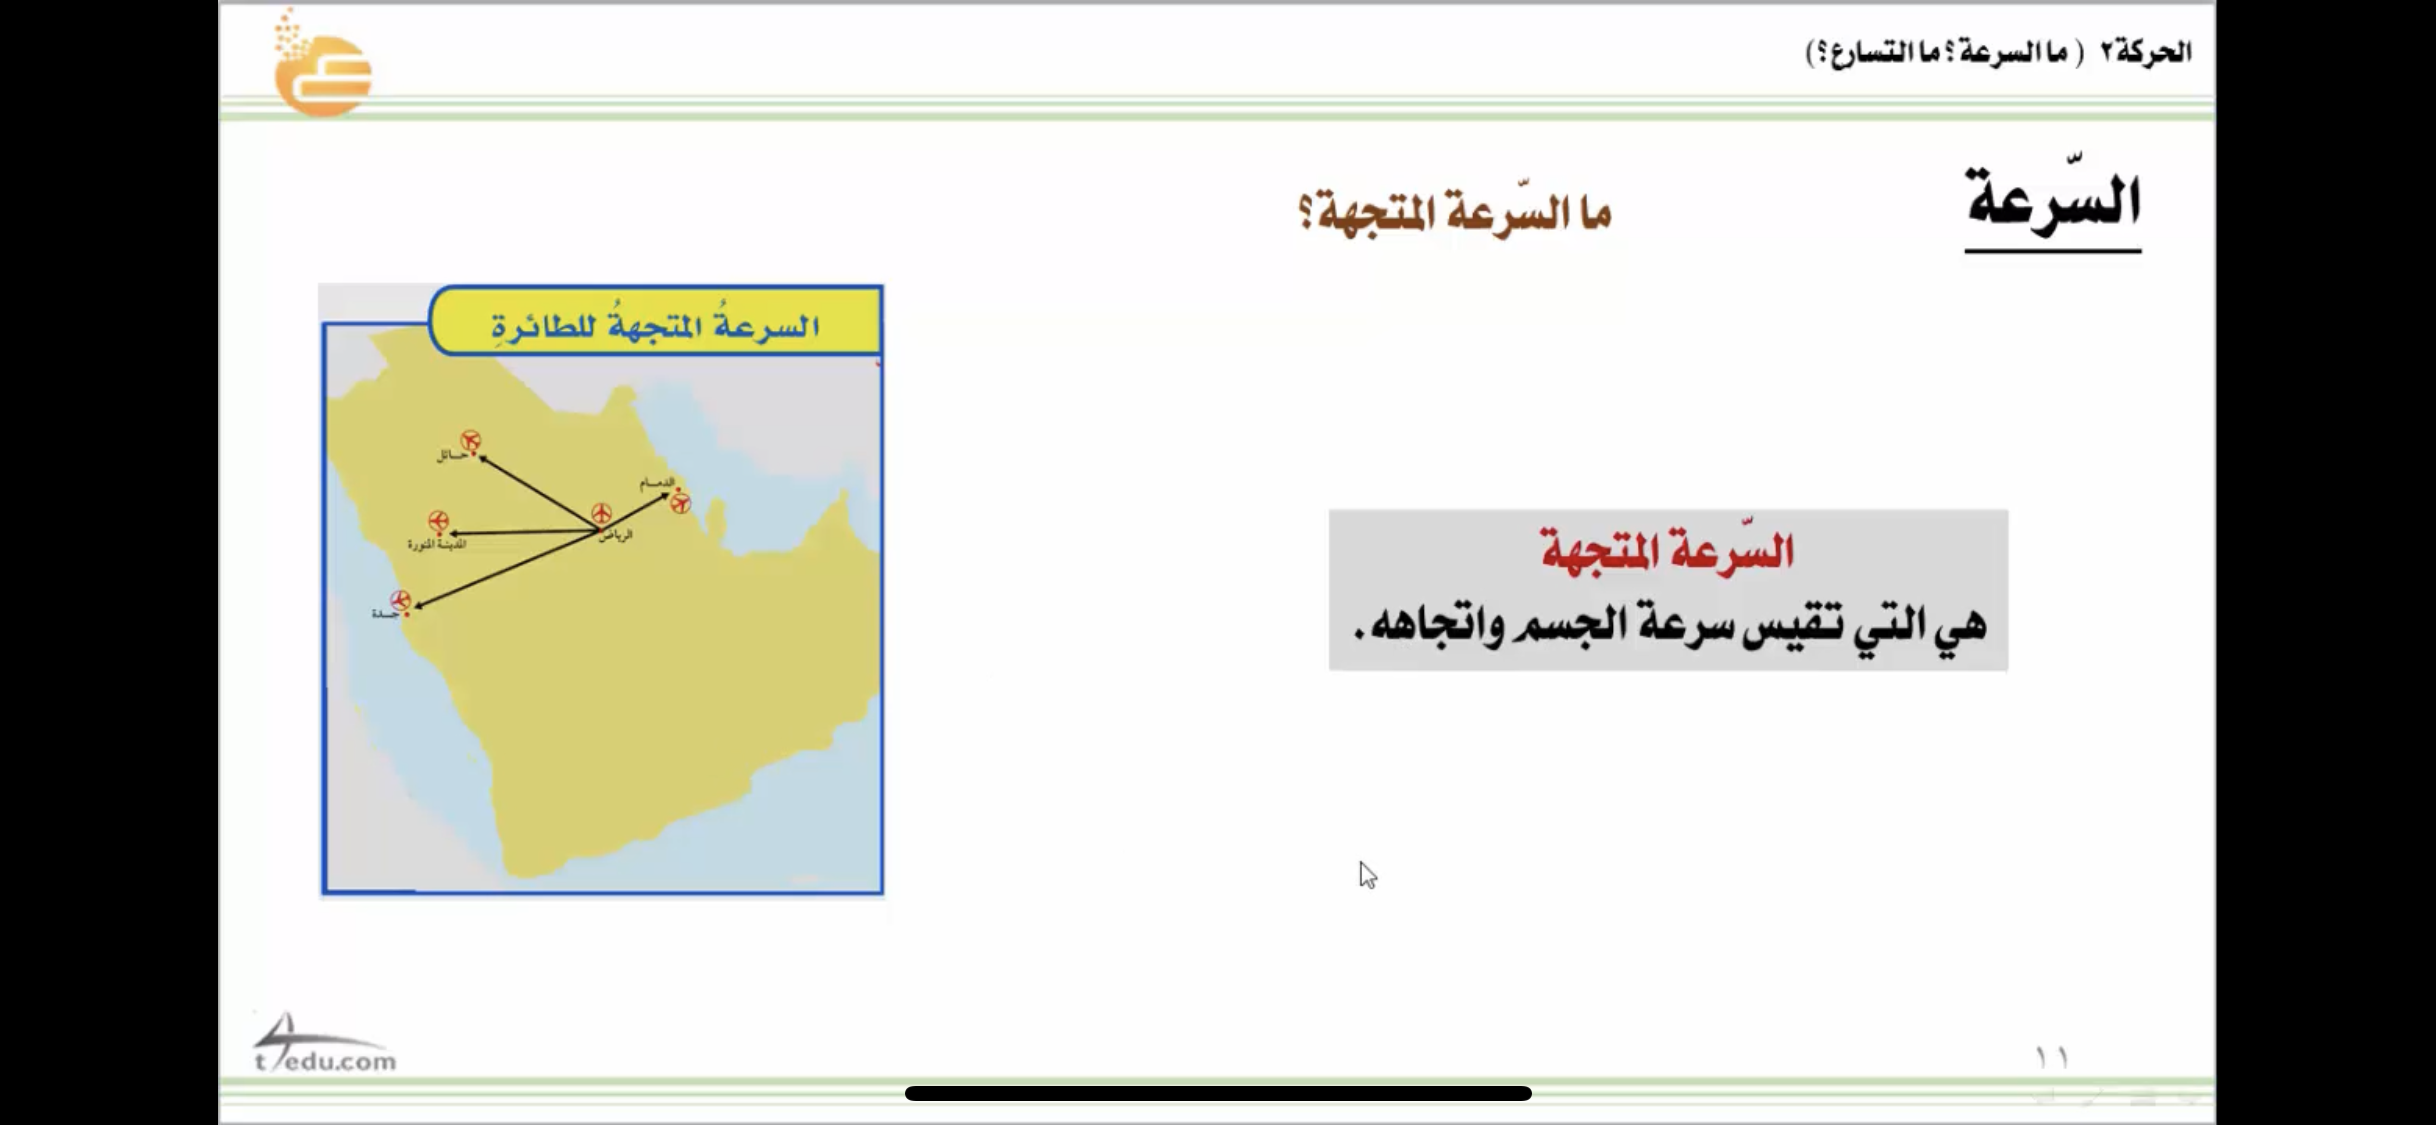 الحركة٢ ( ما السرعة؟ ما التسارع؟)
السّرعة
ما السّرعة المتجهة؟
السرعةُ المتجهةُ للطائرةِ
حائل
الدمام
الرياض
المدينة المنورة
جدة
السّرعة المتجهة
هي التي تقيس سرعة الجسم واتجاهه.
t4edu.com
١١